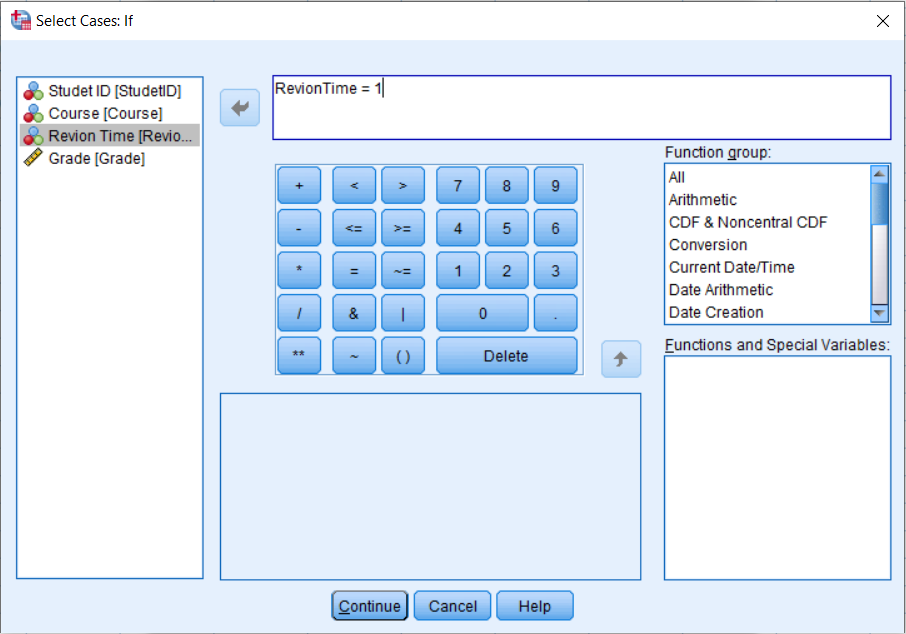 Select Cases: If
Studet ID [StudetID]
Course [Course]
Revion Time [Revio...
Grade [Grade]
RevionTime = 1
+ < > 7 8 9
- <= >= 4 5 6
* = ~= 1 2 3
/ & | 0 .
** ~ ( ) Delete
Function group:
All
Arithmetic
CDF & Noncentral CDF
Conversion
Current Date/Time
Date Arithmetic
Date Creation
Functions and Special Variables:
Continue Cancel Help